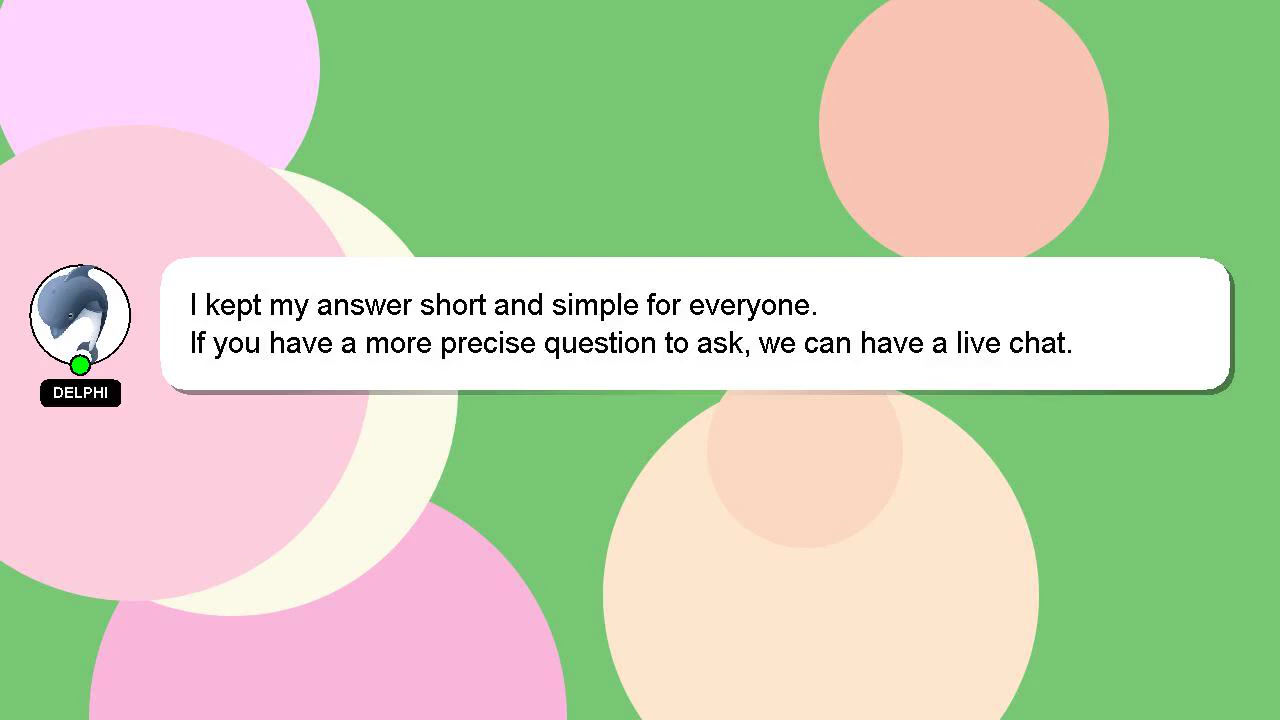 I kept my answer short and simple for everyone.
If you have a more precise question to ask, we can have a live chat.
DELPHI